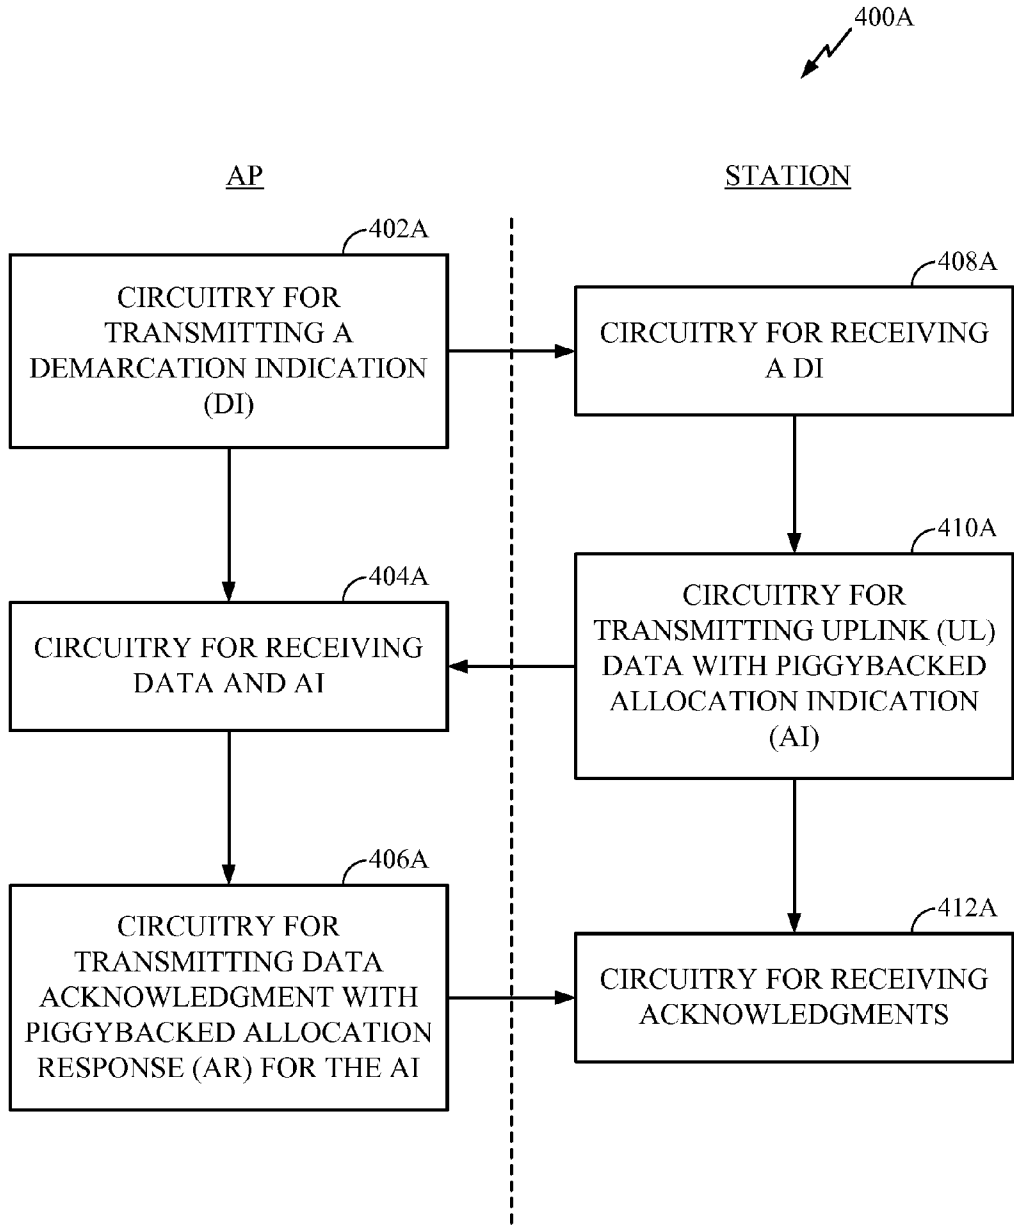 400A
AP
STATION
402A
CIRCUITRY FOR
TRANSMITTING A
DEMARCATION INDICATION
(DI)
408A
CIRCUITRY FOR RECEIVING
A DI
410A
CIRCUITRY FOR
TRANSMITTING UPLINK (UL)
DATA WITH PIGGYBACKED
ALLOCATION INDICATION
(AI)
404A
CIRCUITRY FOR RECEIVING
DATA AND AI
406A
CIRCUITRY FOR
TRANSMITTING DATA
ACKNOWLEDGMENT WITH
PIGGYBACKED ALLOCATION
RESPONSE (AR) FOR THE AI
412A
CIRCUITRY FOR RECEIVING
ACKNOWLEDGMENTS